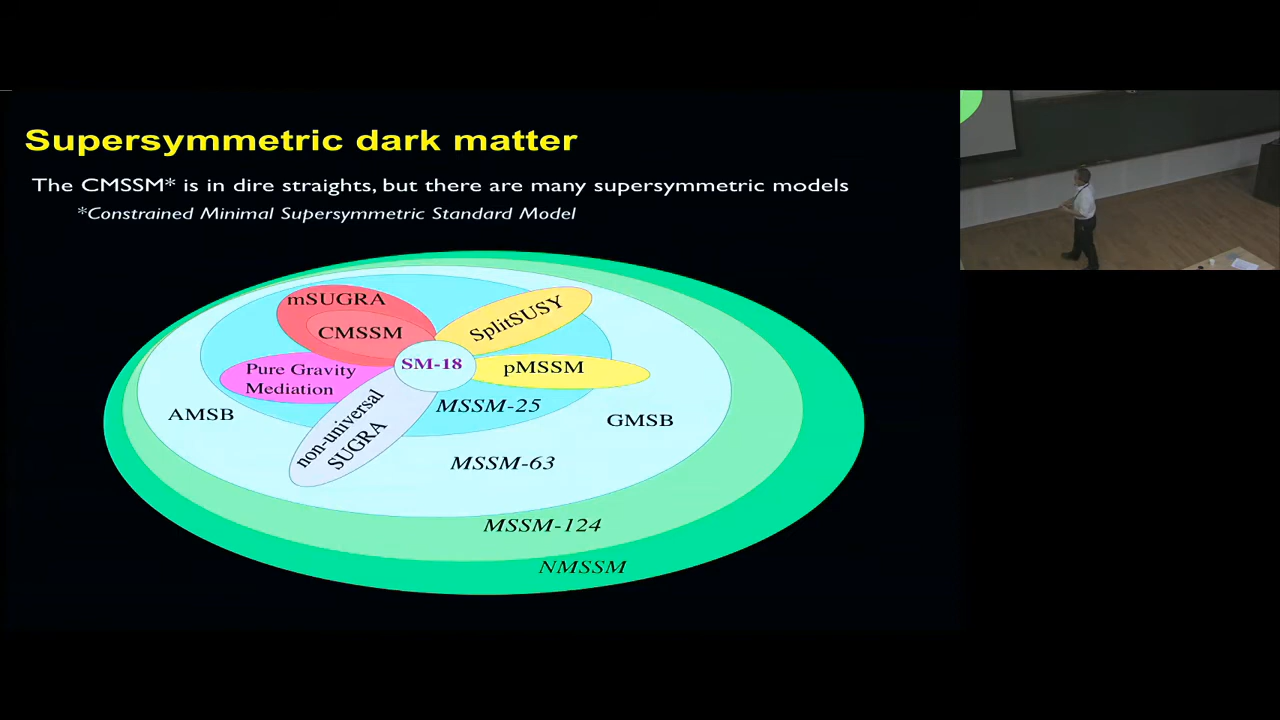 Supersymmetric dark matter
The CMSSM* is in dire straights, but there are many supersymmetric models
*Constrained Minimal Supersymmetric Standard Model
mSUGRA
CMSSM
SplitSUSY
SM-18
Pure Gravity
Mediation
pMSSM
MSSM-25
AMSB
GMSB
non-universal
SUGRA
MSSM-63
MSSM-124
NMSSM